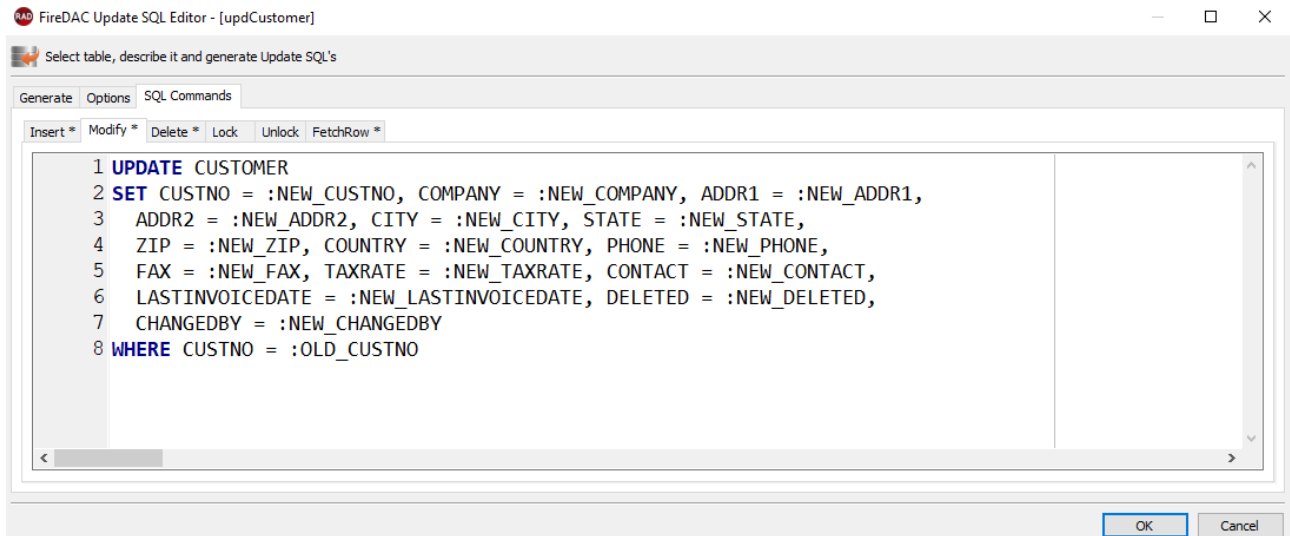 RAD FireDAC Update SQL Editor - [updCustomer]
Select table, describe it and generate Update SQL's
Generate Options SQL Commands
Insert * Modify * Delete * Lock Unlock FetchRow *
1 UPDATE CUSTOMER
2 SET CUSTNO = :NEW_CUSTNO, COMPANY = :NEW_COMPANY, ADDR1 = :NEW_ADDR1,
3 ADDR2 = :NEW_ADDR2, CITY = :NEW_CITY, STATE = :NEW_STATE,
4 ZIP = :NEW_ZIP, COUNTRY = :NEW_COUNTRY, PHONE = :NEW_PHONE,
5 FAX = :NEW_FAX, TAXRATE = :NEW_TAXRATE, CONTACT = :NEW_CONTACT,
6 LASTINVOICEDATE = :NEW_LASTINVOICEDATE, DELETED = :NEW_DELETED,
7 CHANGEDBY = :NEW_CHANGEDBY
8 WHERE CUSTNO = :OLD_CUSTNO
OK Cancel